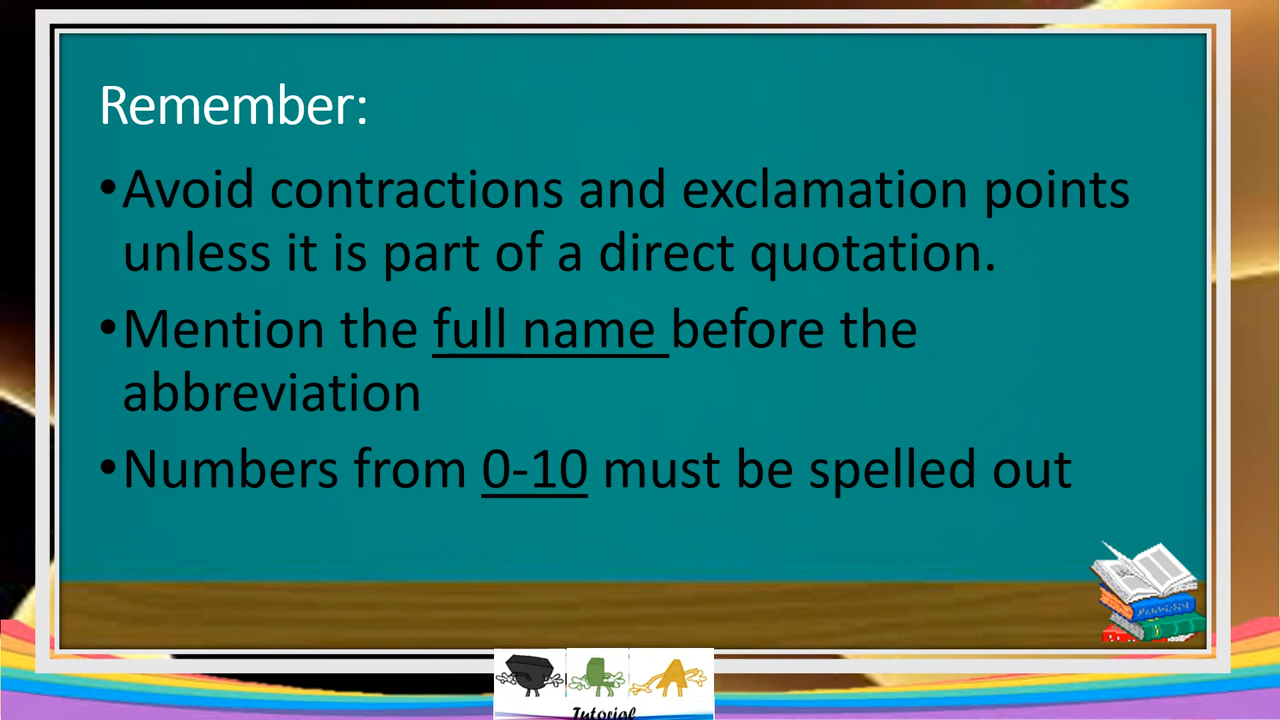 Remember:
•Avoid contractions and exclamation points
unless it is part of a direct quotation.
•Mention the full name before the
abbreviation
•Numbers from 0-10 must be spelled out
Tutorial